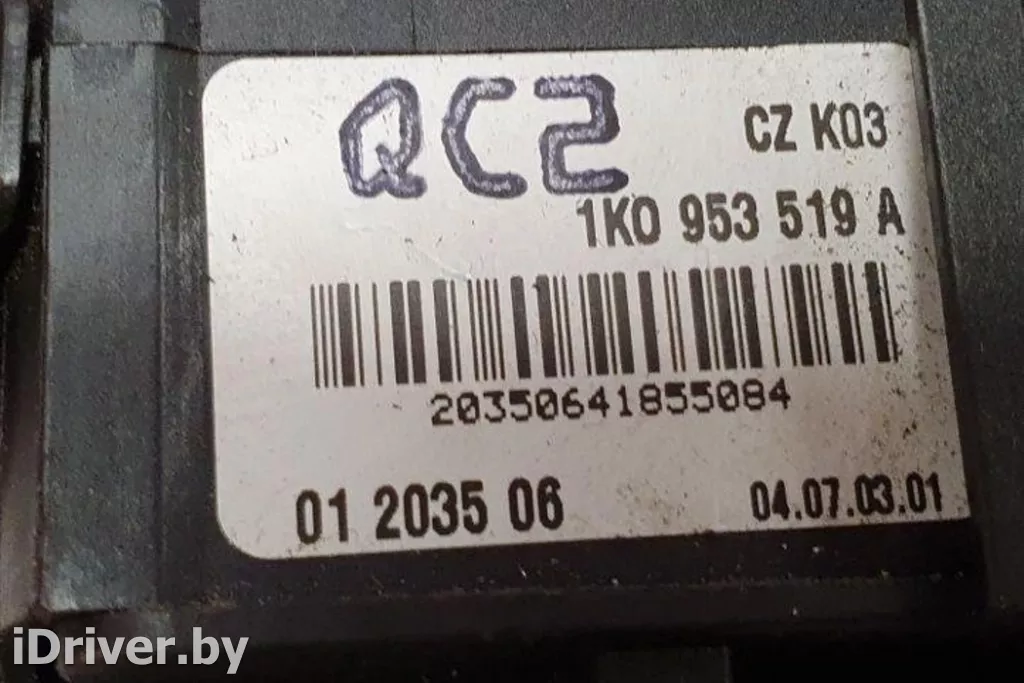 QC2
CZ K03
1K0 953 519 A
20350641855084
01 2035 06
04.07.03.01
iDriver.by